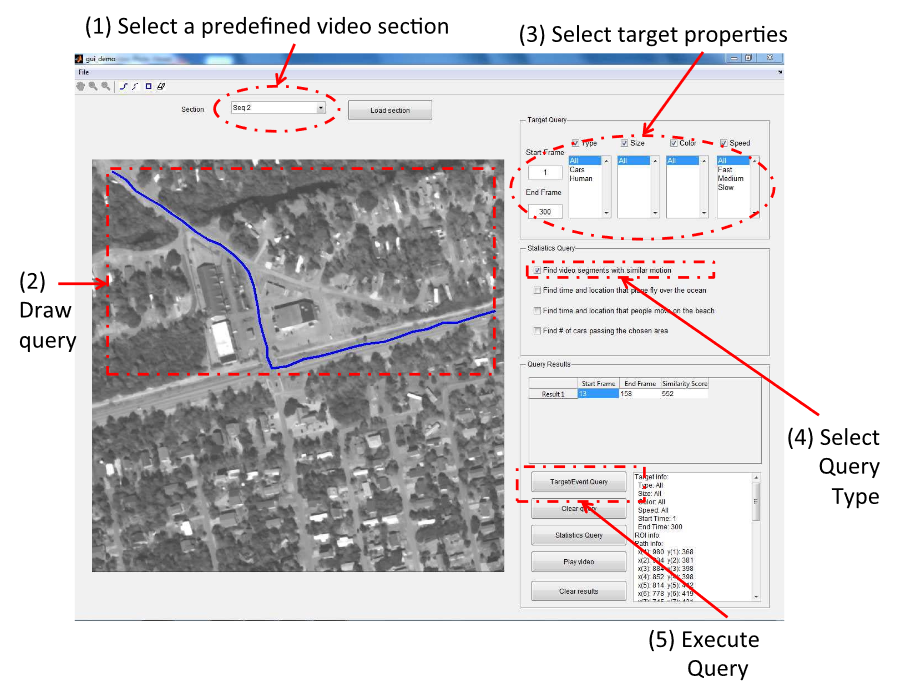 (1) Select a predefined video section
(3) Select target properties
gui_demo
File
Section
Seq 2
Load section
Target Query
Type
Size
Color
Speed
Start Frame
1
End Frame
300
All
Cars
Human
All
All
All
Fast
Medium
Slow
(2)
Draw
query
Statistics Query
Find video segments with similar motion
Find time and location that plane fly over the ocean
Find time and location that people move on the beach
Find # of cars passing the chosen area
Query Results
Start Frame End Frame Similarity Score
Result 1 13 158 552
(4) Select
Query
Type
Target/Event Query
Clear query
Statistics Query
Play video
Clear results
Target info:
Type: All
Size: All
Color: All
Speed: All
Start Time: 1
End Time: 300
ROI info:
Path info:
x(1): 980 y(1): 368
x(2): y(2): 381
x(3): 884 y(3): 398
x(4): 852 y(4): 398
x(5): 814 y(5):
x(6): 778 y(6): 419
(5) Execute
Query